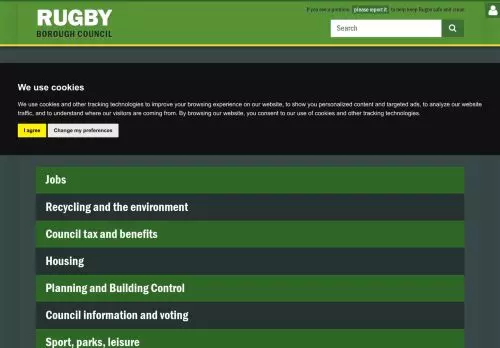 RUGBY
BOROUGH COUNCIL
If you see a problem, please report it to help keep Rugby safe and clean
Search
We use cookies
We use cookies and other tracking technologies to improve your browsing experience on our website, to show you personalized content and targeted ads, to analyze our website
traffic, and to understand where our visitors are coming from. By browsing our website, you consent to our use of cookies and other tracking technologies.
I agree
Change my preferences
Jobs
Recycling and the environment
Council tax and benefits
Housing
Planning and Building Control
Council information and voting
Sport, parks, leisure